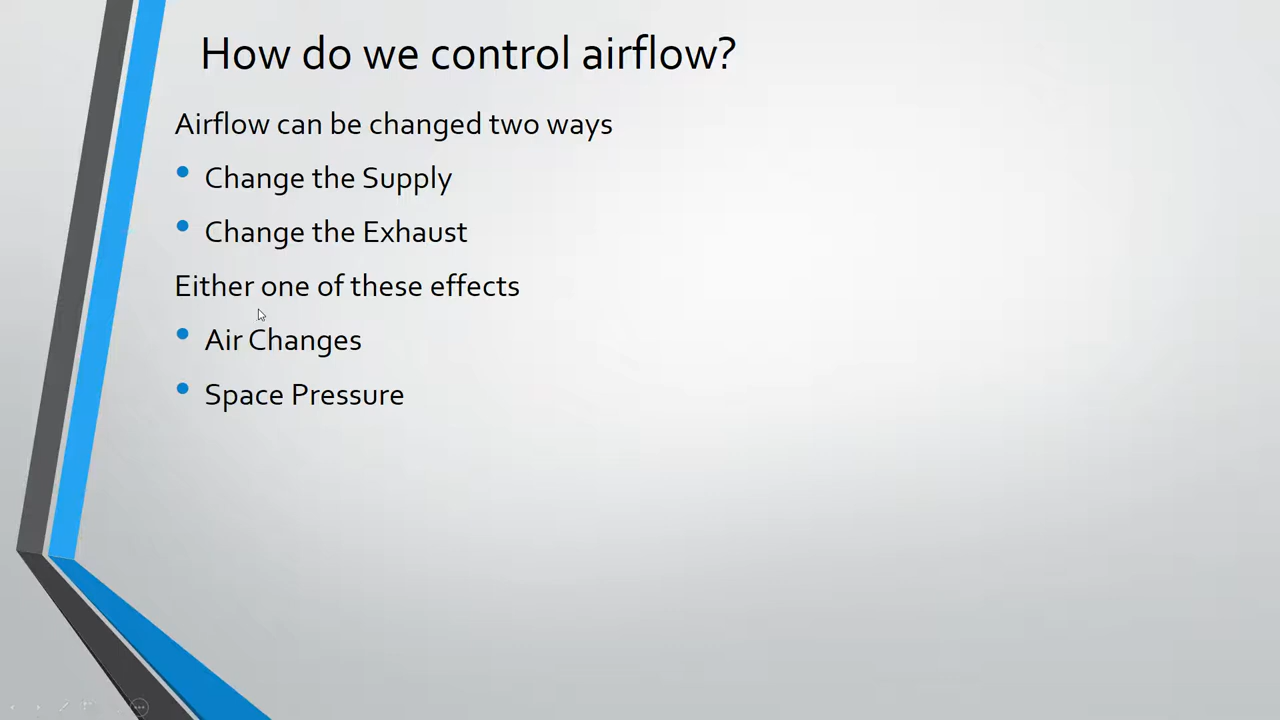 How do we control airflow?
Airflow can be changed two ways
• Change the Supply
• Change the Exhaust
Either one of these effects
• Air Changes
• Space Pressure